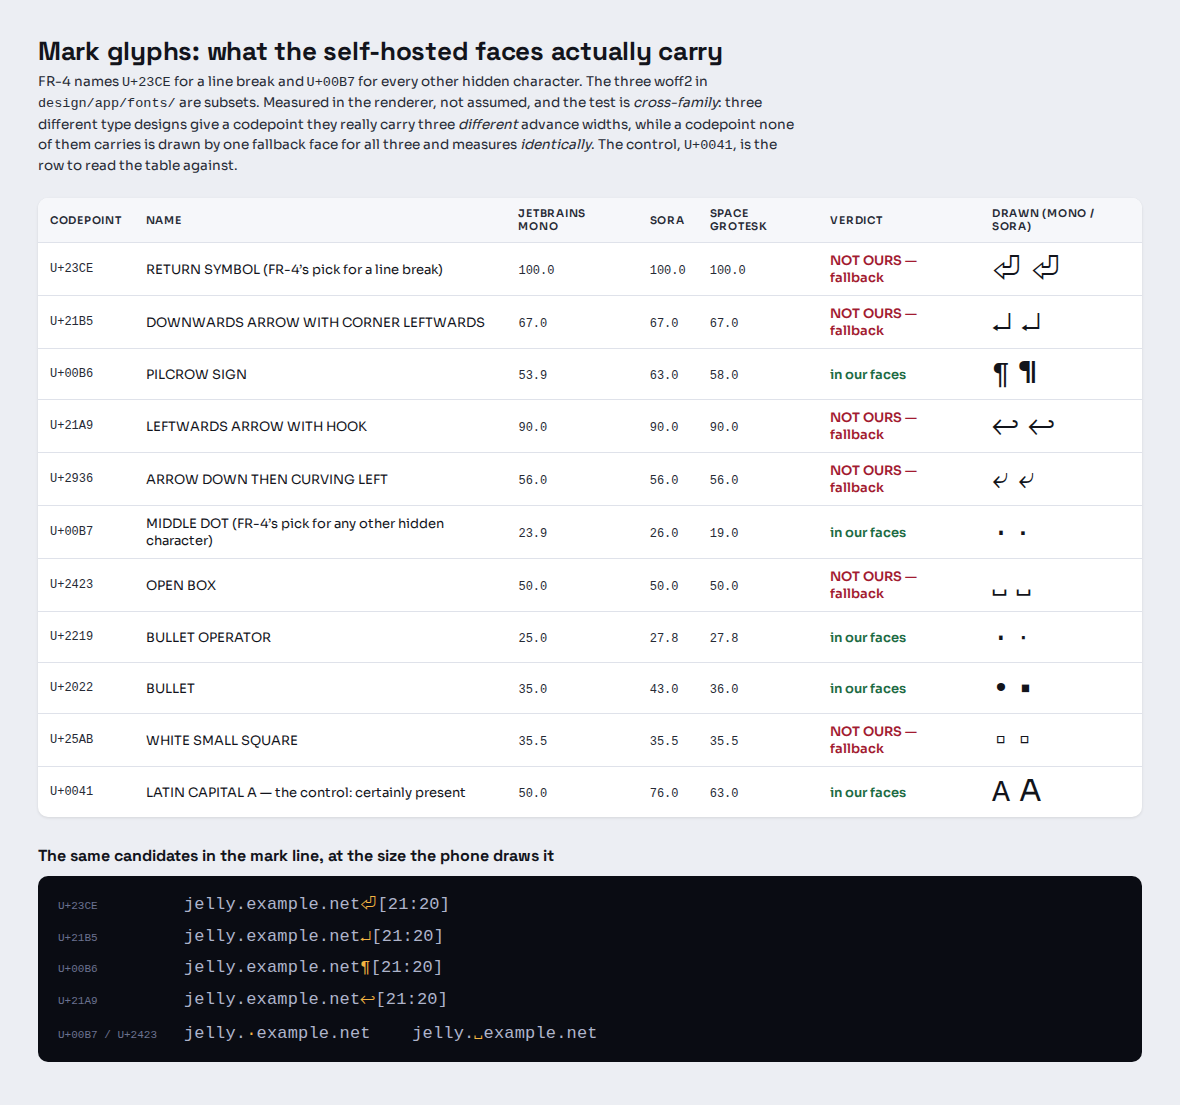 Mark glyphs: what the self-hosted faces actually carry
FR-4 names U+23CE for a line break and U+00B7 for every other hidden character. The three woff2 in
design/app/fonts/ are subsets. Measured in the renderer, not assumed, and the test is cross-family: three
different type designs give a codepoint they really carry three different advance widths, while a codepoint none
of them carries is drawn by one fallback face for all three and measures identically. The control, U+0041, is the
row to read the table against.
CODEPOINT NAME JETBRAINS MONO SORA SPACE GROTESK VERDICT DRAWN (MONO / SORA)
U+23CE RETURN SYMBOL (FR-4’s pick for a line break) 100.0 100.0 100.0 NOT OURS — fallback ⏎ ⏎
U+21B5 DOWNWARDS ARROW WITH CORNER LEFTWARDS 67.0 67.0 67.0 NOT OURS — fallback ↵ ↵
U+00B6 PILCROW SIGN 53.9 63.0 58.0 in our faces ¶ ¶
U+21A9 LEFTWARDS ARROW WITH HOOK 90.0 90.0 90.0 NOT OURS — fallback ↩ ↩
U+2936 ARROW DOWN THEN CURVING LEFT 56.0 56.0 56.0 NOT OURS — fallback ⤶ ⤶
U+00B7 MIDDLE DOT (FR-4’s pick for any other hidden character) 23.9 26.0 19.0 in our faces · ·
U+2423 OPEN BOX 50.0 50.0 50.0 NOT OURS — fallback ␣ ␣
U+2219 BULLET OPERATOR 25.0 27.8 27.8 in our faces ∙ ∙
U+2022 BULLET 35.0 43.0 36.0 in our faces • •
U+25AB WHITE SMALL SQUARE 35.5 35.5 35.5 NOT OURS — fallback ▫ ▫
U+0041 LATIN CAPITAL A — the control: certainly present 50.0 76.0 63.0 in our faces A A
The same candidates in the mark line, at the size the phone draws it
U+23CE jelly.example.net⏎[21:20]
U+21B5 jelly.example.net↵[21:20]
U+00B6 jelly.example.net¶[21:20]
U+21A9 jelly.example.net↩[21:20]
U+00B7 / U+2423 jelly.·example.net jelly.␣example.net